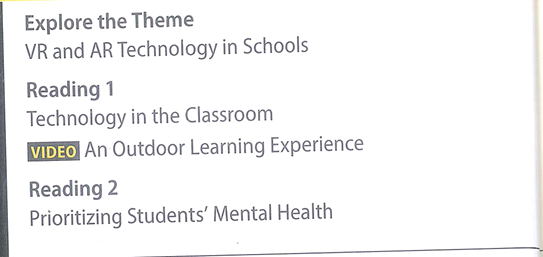 Explore the Theme
VR and AR Technology in Schools
Reading 1
Technology in the Classroom
VIDEO An Outdoor Learning Experience
Reading 2
Prioritizing Students’ Mental Health